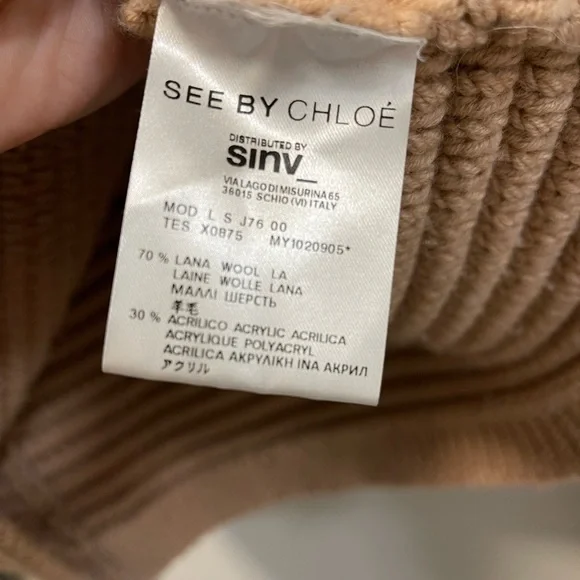 SEE BY CHLOÉ
DISTRIBUTED BY
sinv_
VIA LAGO DI MISURINA 65
36015 SCHIO (VI) ITALY
MOD L S J76 00
TES X0875 MY1020905*
70 % LANA WOOL LA
LAINE WOLLE LANA
ΜΑΛΛΙ ШЕРСТЬ
羊毛
30 % ACRILICO ACRYLIC ACRILICA
ACRYLIQUE POLYACRYL
ACRILICA ΑΚΡΥΛΙΚΗ ΙΝΑ АКРИЛ
アクリル